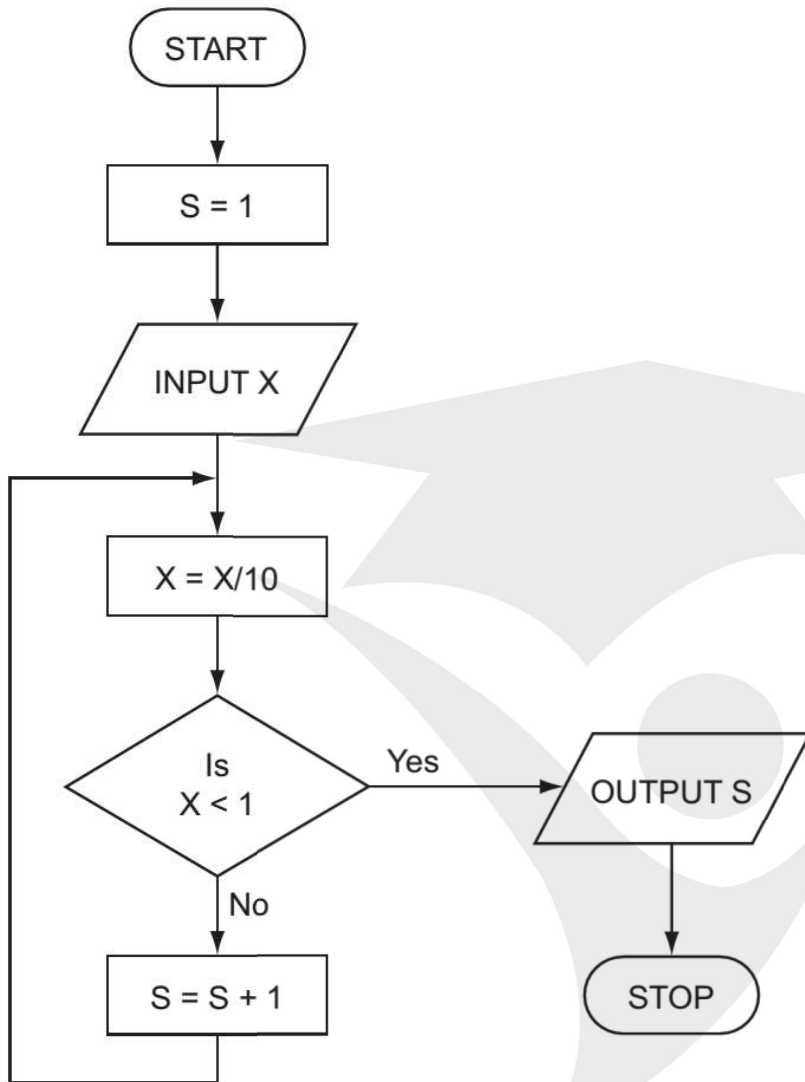 START
S = 1
INPUT X
X = X/10
Is
X < 1
Yes
OUTPUT S
No
S = S + 1
STOP